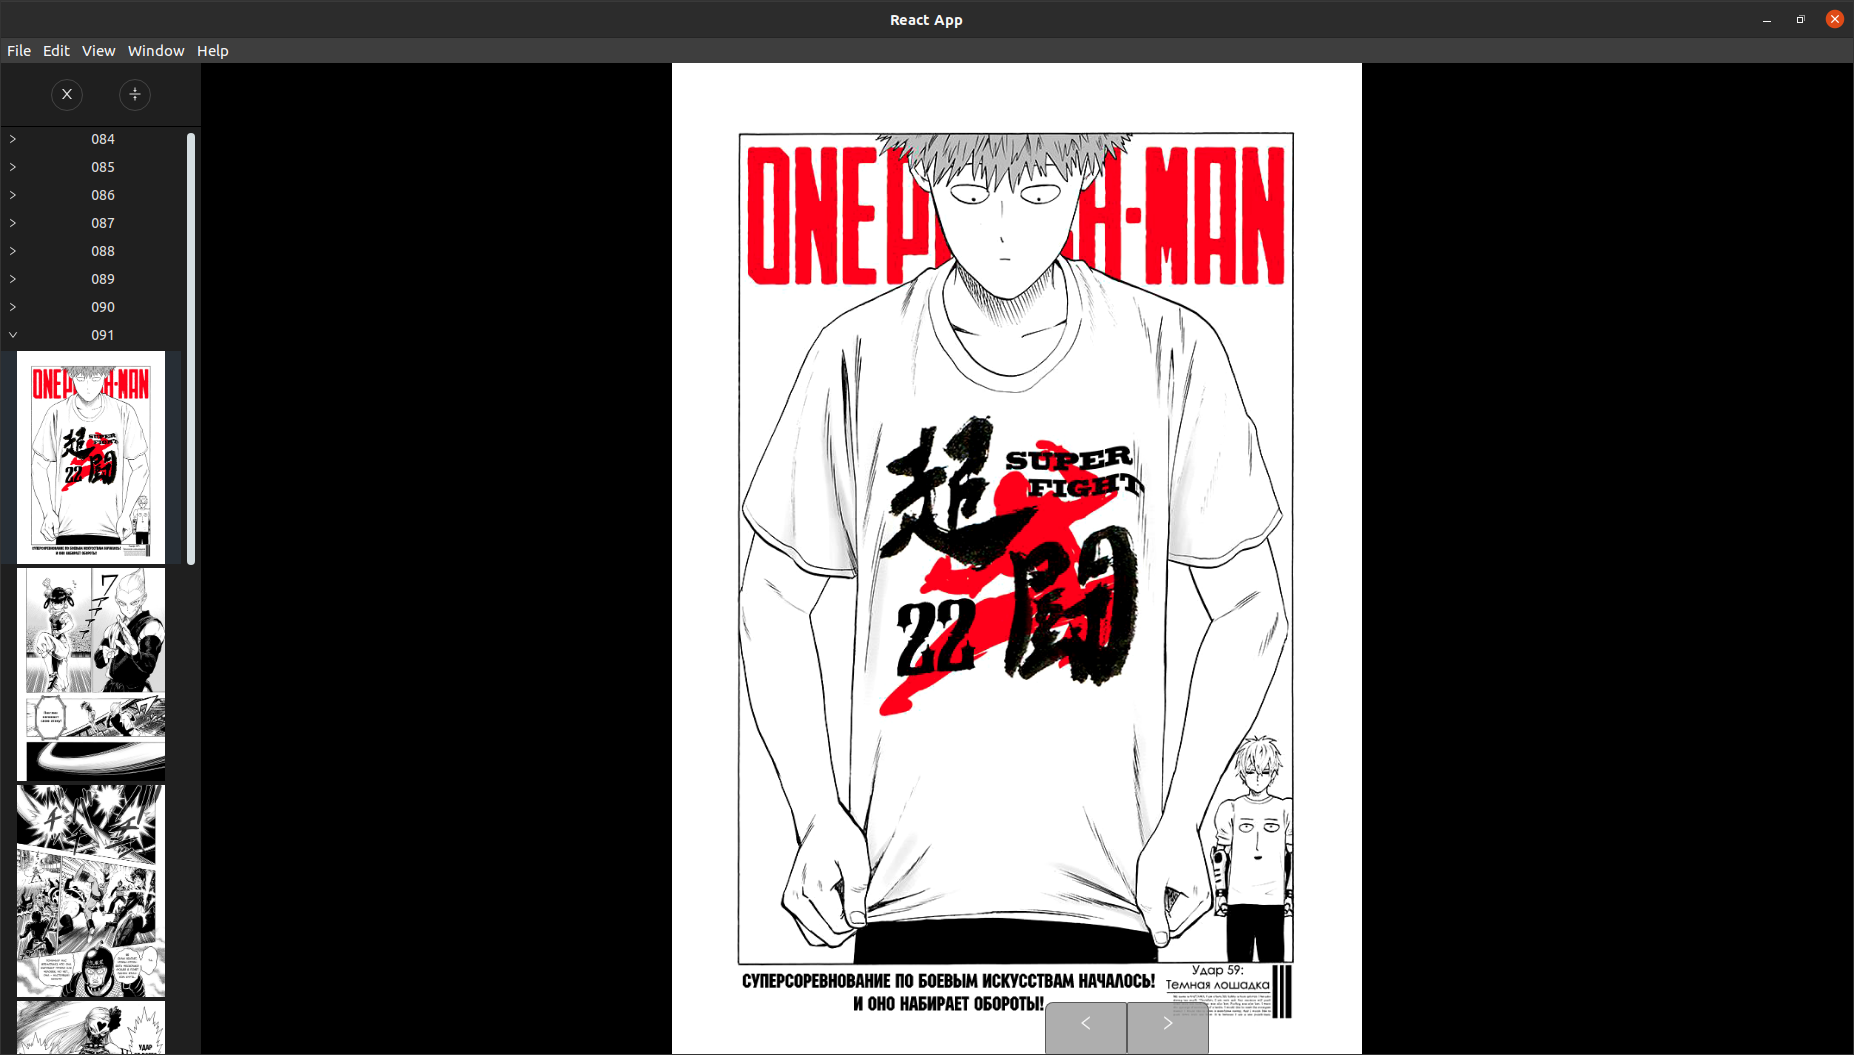 React App
File Edit View Window Help
084
085
086
087
088
089
090
091
ONE PUNCH-MAN
超
闘
SUPER
FIGHT
22
СУПЕРСОРЕВНОВАНИЕ ПО БОЕВЫМ ИСКУССТВАМ НАЧАЛОСЬ!
И ОНО НАБИРАЕТ ОБОРОТЫ!
Удар 59:
Темная лошадка